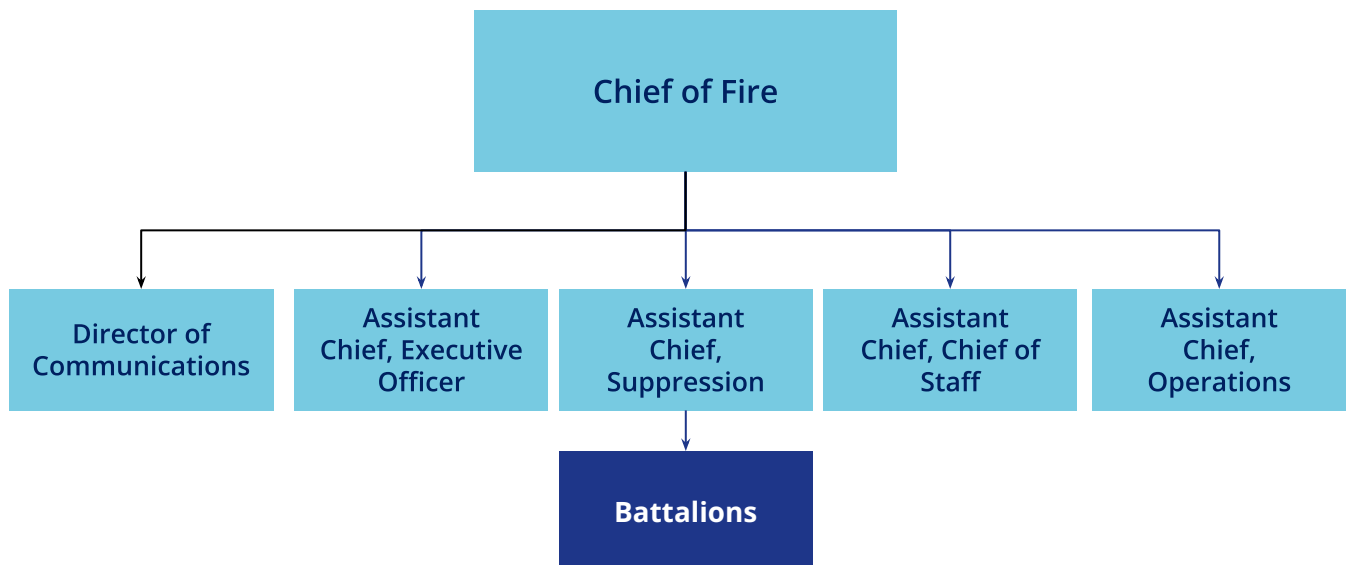 Chief of Fire
Director of
Communications
Assistant
Chief, Executive
Officer
Assistant
Chief,
Suppression
Assistant
Chief, Chief of
Staff
Assistant
Chief,
Operations
Battalions